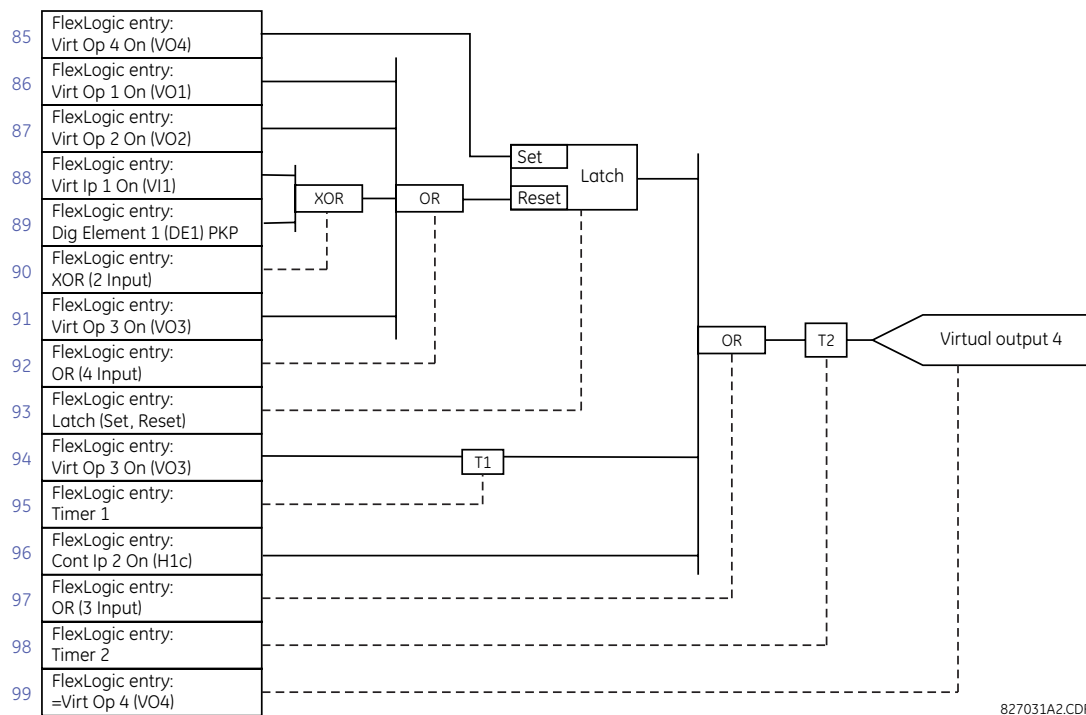 85
FlexLogic entry:
Virt Op 4 On (VO4)
86
FlexLogic entry:
Virt Op 1 On (VO1)
87
FlexLogic entry:
Virt Op 2 On (VO2)
88
FlexLogic entry:
Virt Ip 1 On (VI1)
89
FlexLogic entry:
Dig Element 1 (DE1) PKP
90
FlexLogic entry:
XOR (2 Input)
91
FlexLogic entry:
Virt Op 3 On (VO3)
92
FlexLogic entry:
OR (4 Input)
93
FlexLogic entry:
Latch (Set, Reset)
94
FlexLogic entry:
Virt Op 3 On (VO3)
95
FlexLogic entry:
Timer 1
96
FlexLogic entry:
Cont Ip 2 On (H1c)
97
FlexLogic entry:
OR (3 Input)
98
FlexLogic entry:
Timer 2
99
FlexLogic entry:
=Virt Op 4 (VO4)
XOR
OR
Set
Latch
Reset
T1
OR
T2
Virtual output 4